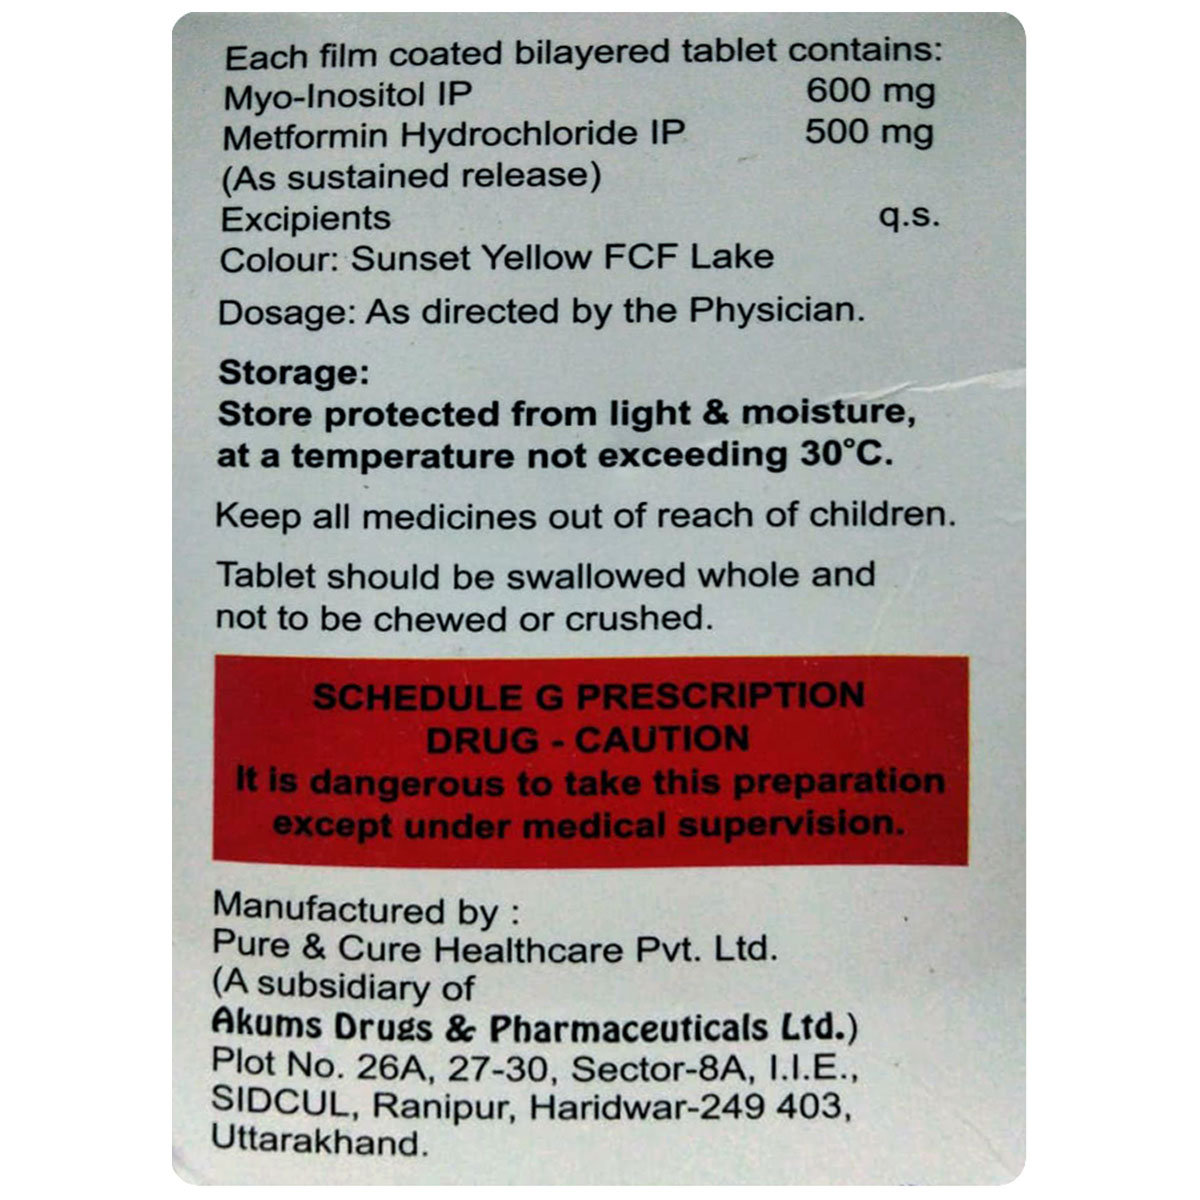 Each film coated bilayered tablet contains:
Myo-Inositol IP 600 mg
Metformin Hydrochloride IP 500 mg
(As sustained release)
Excipients q.s.
Colour: Sunset Yellow FCF Lake
Dosage: As directed by the Physician.
Storage:
Store protected from light & moisture,
at a temperature not exceeding 30°C.
Keep all medicines out of reach of children.
Tablet should be swallowed whole and
not to be chewed or crushed.
SCHEDULE G PRESCRIPTION
DRUG - CAUTION
It is dangerous to take this preparation
except under medical supervision.
Manufactured by :
Pure & Cure Healthcare Pvt. Ltd.
(A subsidiary of
Akums Drugs & Pharmaceuticals Ltd.)
Plot No. 26A, 27-30, Sector-8A, I.I.E.,
SIDCUL, Ranipur, Haridwar-249 403,
Uttarakhand.